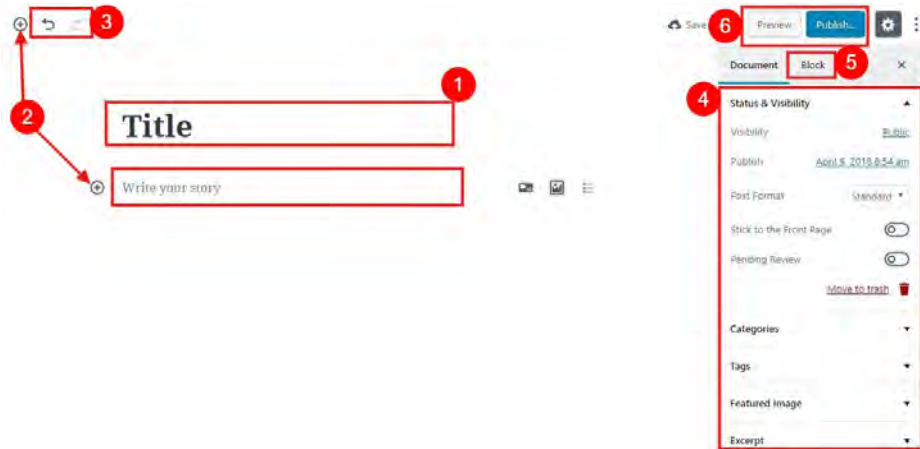 3
Save
6
Preview
Publish...
Document
Block
5
1
4
Status & Visibility
2
Title
Visibility
Public
Publish
April 9, 2018 8:54 am
Write your story
Post Format
Standard
Stick to the Front Page
Pending Review
Move to trash
Categories
Tags
Featured Image
Excerpt